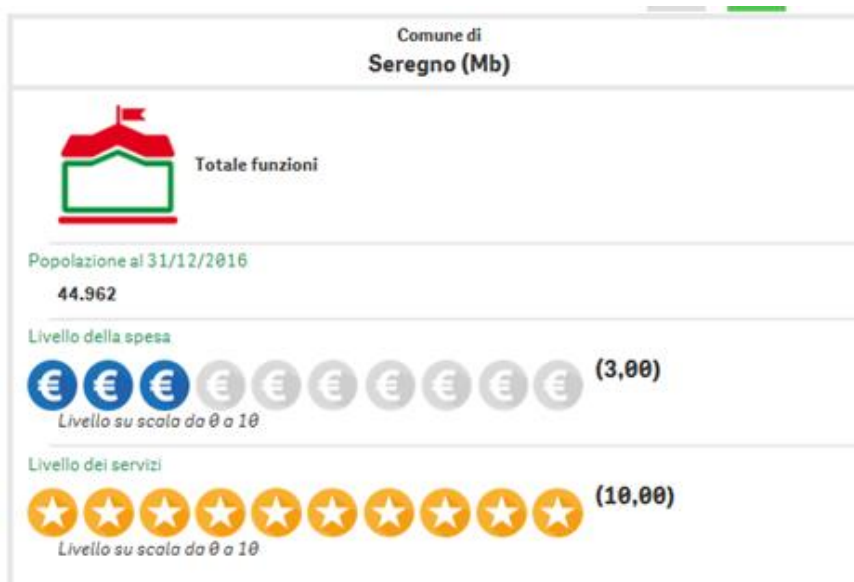 Comune di
Seregno (Mb)
Totale funzioni
Popolazione al 31/12/2016
44.962
Livello della spesa
(3,00)
Livello su scala da 0 a 10
Livello dei servizi
(10,00)
Livello su scala da 0 a 10